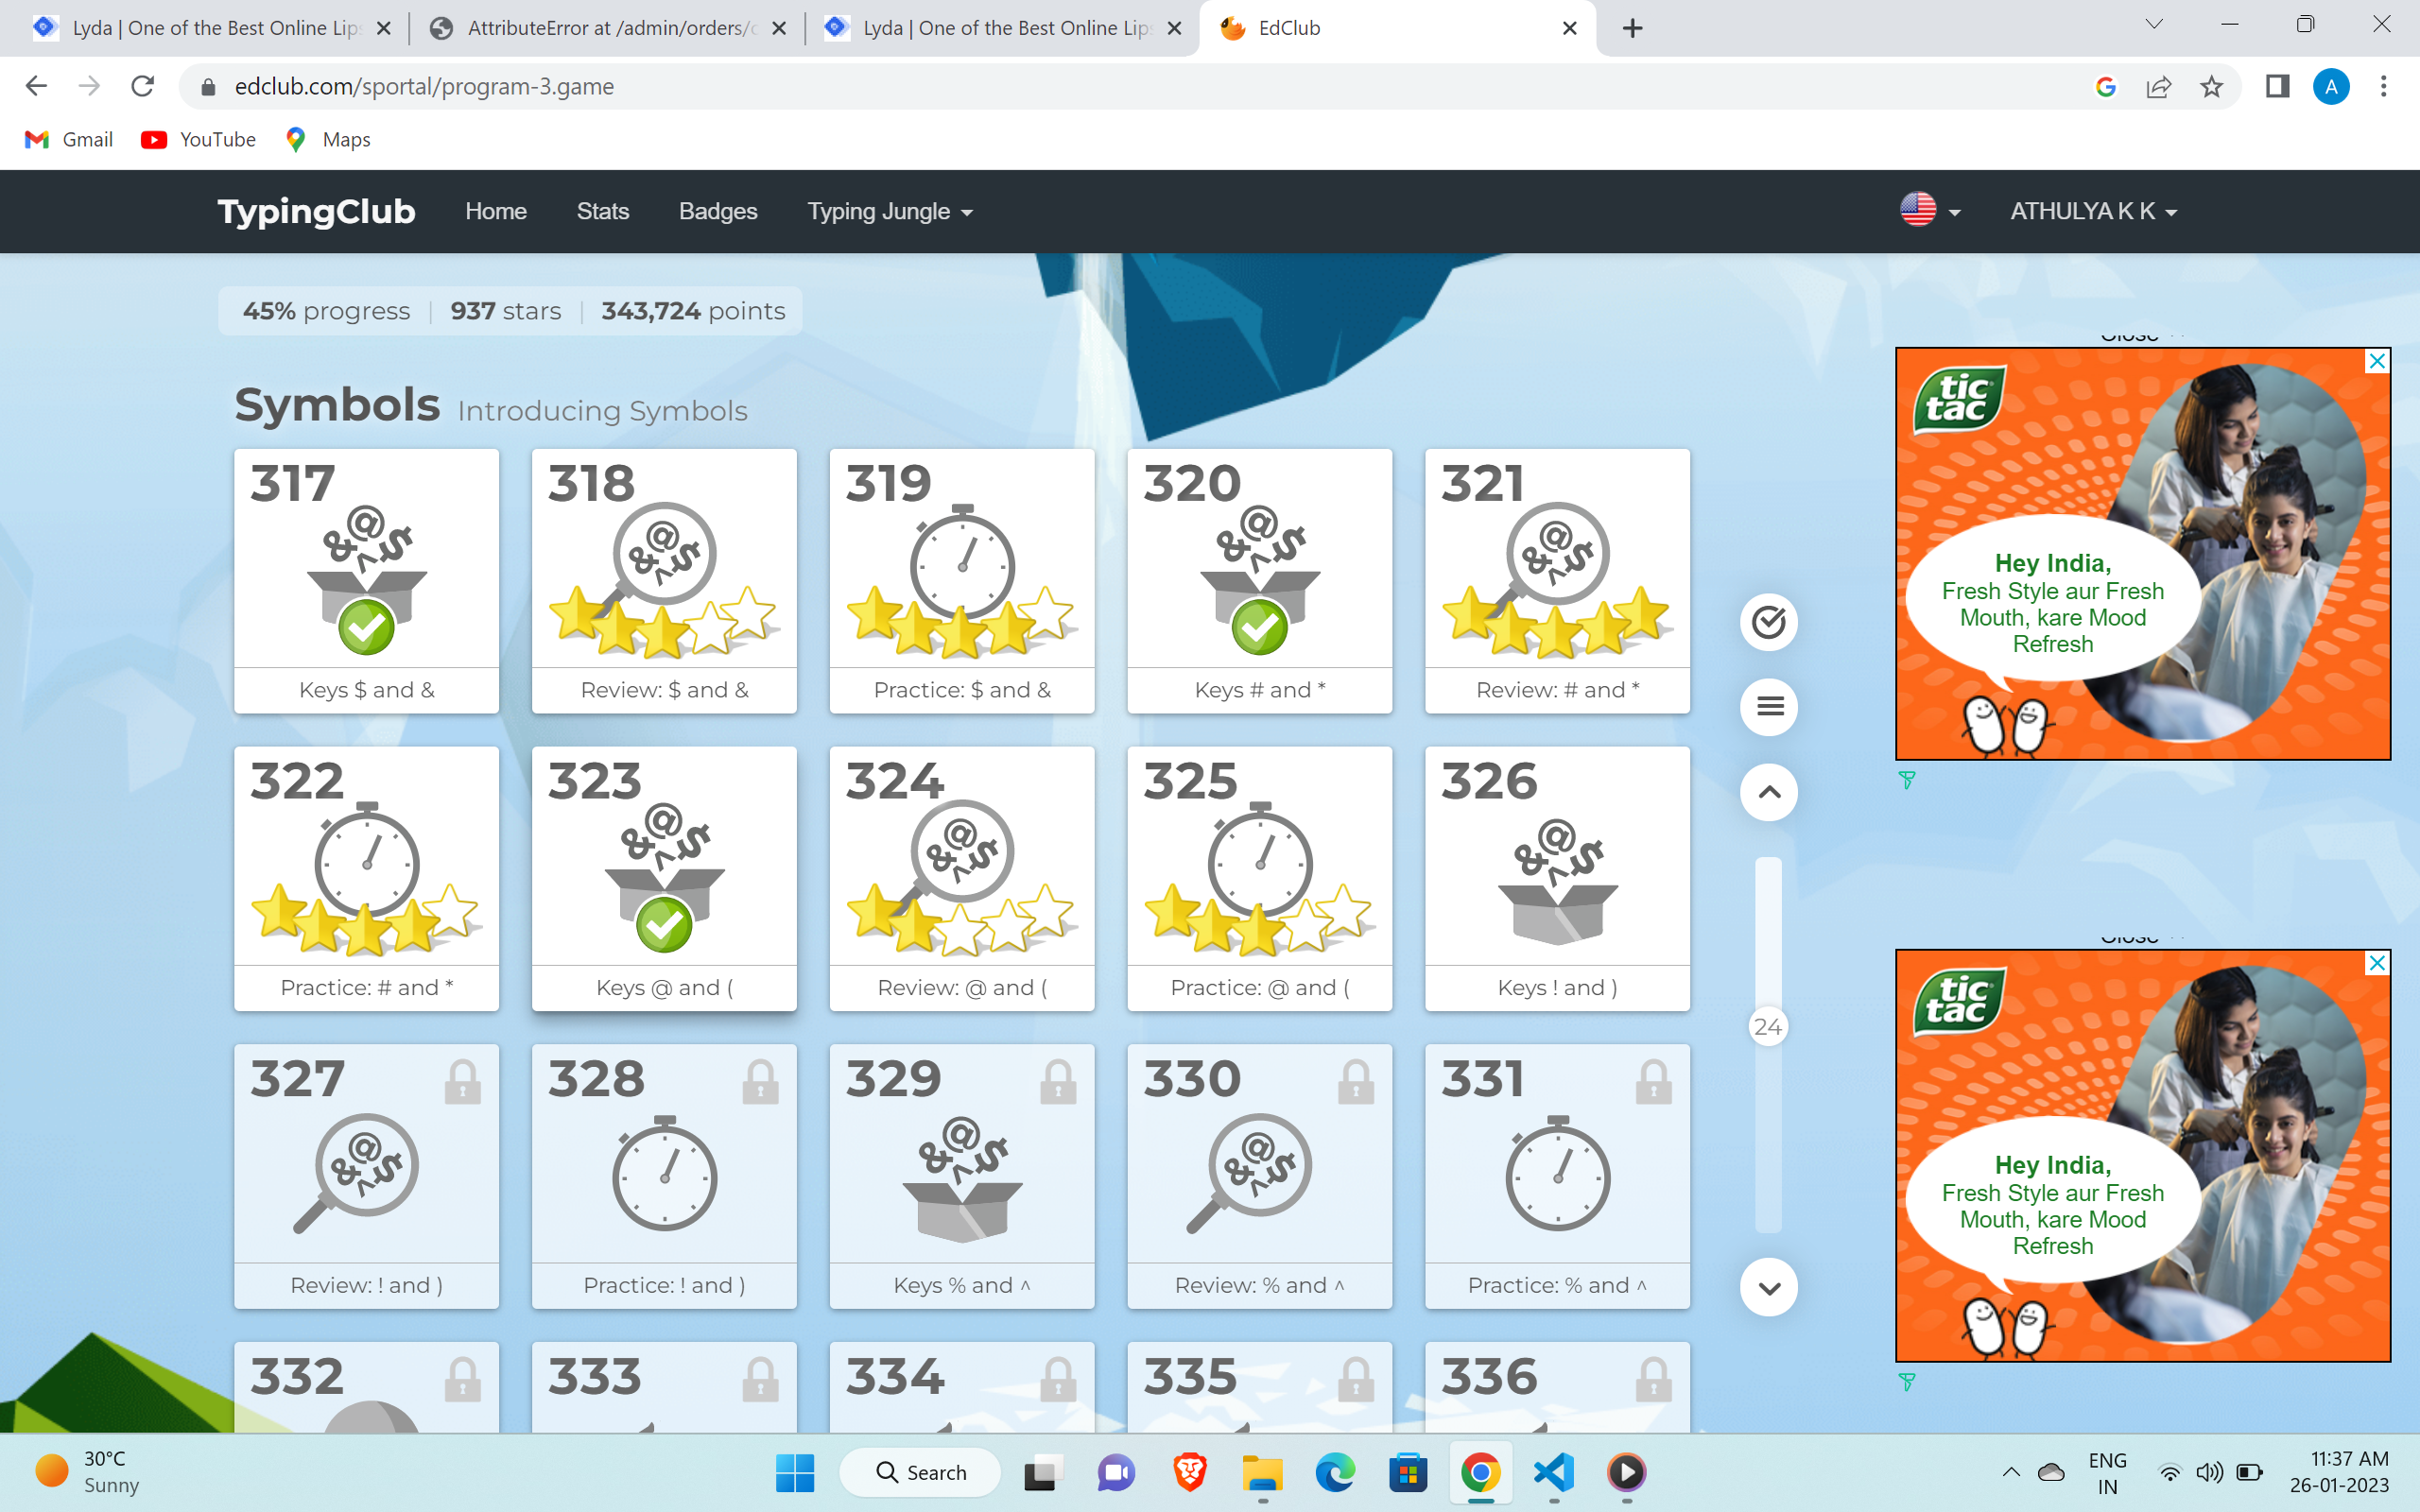 Lyda | One of the Best Online Lips
AttributeError at /admin/orders/o
Lyda | One of the Best Online Lips
EdClub
edclub.com/sportal/program-3.game
A
Gmail
YouTube
Maps
TypingClub
Home
Stats
Badges
Typing Jungle
ATHULYA K K
45% progress
937 stars
343,724 points
Symbols Introducing Symbols
317
Keys $ and &
318
Review: $ and &
319
Practice: $ and &
320
Keys # and *
321
Review: # and *
322
Practice: # and *
323
Keys @ and (
324
Review: @ and (
325
Practice: @ and (
326
Keys ! and )
327
Review: ! and )
328
Practice: ! and )
329
Keys % and ^
330
Review: % and ^
331
Practice: % and ^
332
333
334
335
336
24
Close
tic
tac
Hey India,
Fresh Style aur Fresh
Mouth, kare Mood
Refresh
Close
tic
tac
Hey India,
Fresh Style aur Fresh
Mouth, kare Mood
Refresh
30°C
Sunny
Search
ENG
IN
11:37 AM
26-01-2023